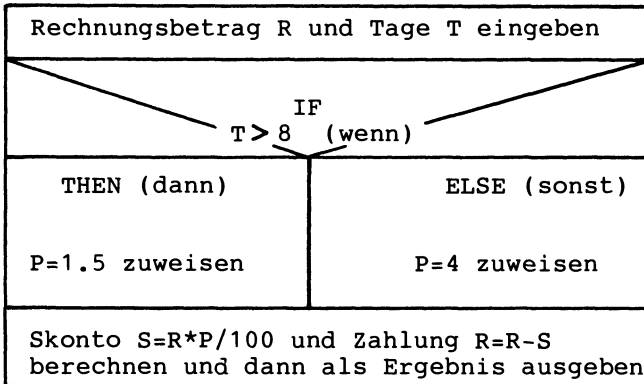 Rechnungsbetrag R und Tage T eingeben
IF
T > 8 (wenn)
THEN (dann)
ELSE (sonst)
P=1.5 zuweisen
P=4 zuweisen
Skonto S=R*P/100 und Zahlung R=R-S
berechnen und dann als Ergebnis ausgeben